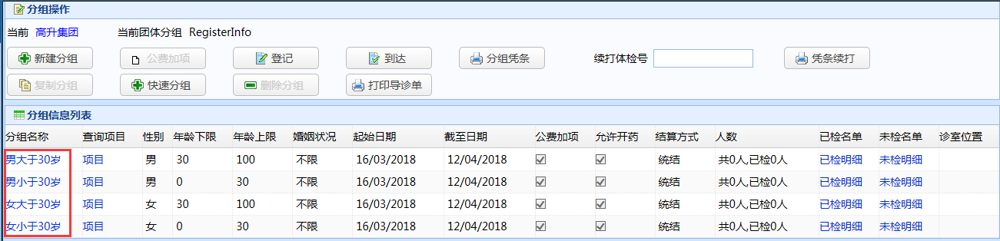 分组操作
当前 高升集团 当前团体分组 RegisterInfo
新建分组 公费加项 登记 到达 分组凭条 续打体检号 凭条续打
复制分组 快速分组 删除分组 打印导诊单
分组信息列表
分组名称 查询项目 性别 年龄下限 年龄上限 婚姻状况 起始日期 截至日期 公费加项 允许开药 结算方式 人数 已检名单 未检名单 诊室位置
男大于30岁 项目 男 30 100 不限 16/03/2018 12/04/2018 统结 共0人,已检0人 已检明细 未检明细
男小于30岁 项目 男 0 30 不限 16/03/2018 12/04/2018 统结 共0人,已检0人 已检明细 未检明细
女大于30岁 项目 女 30 100 不限 16/03/2018 12/04/2018 统结 共0人,已检0人 已检明细 未检明细
女小于30岁 项目 女 0 30 不限 16/03/2018 12/04/2018 统结 共0人,已检0人 已检明细 未检明细